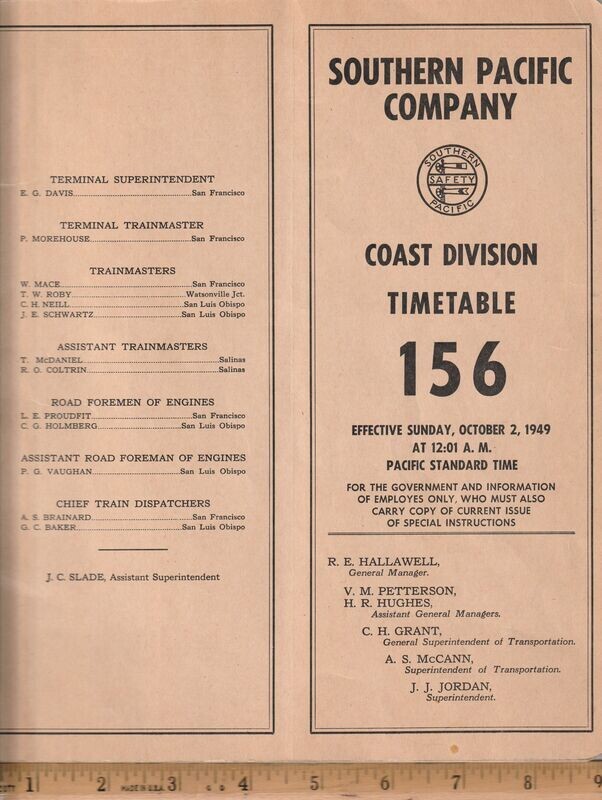 TERMINAL SUPERINTENDENT
E. G. DAVIS........................................San Francisco
TERMINAL TRAINMASTER
P. MOREHOUSE..................................San Francisco
TRAINMASTERS
W. MACE............................................San Francisco
T. W. ROBY........................................Watsonville Jct.
C. H. NEILL........................................San Luis Obispo
J. E. SCHWARTZ................................San Luis Obispo
ASSISTANT TRAINMASTERS
T. McDANIEL..............................................Salinas
R. O. COLTRIN............................................Salinas
ROAD FOREMEN OF ENGINES
L. E. PROUDFIT..................................San Francisco
C. G. HOLMBERG..............................San Luis Obispo
ASSISTANT ROAD FOREMAN OF ENGINES
P. G. VAUGHAN................................San Luis Obispo
CHIEF TRAIN DISPATCHERS
A. S. BRAINARD..................................San Francisco
G. C. BAKER....................................San Luis Obispo
J. C. SLADE, Assistant Superintendent
SOUTHERN PACIFIC
COMPANY
SOUTHERN
SAFETY
PACIFIC
COAST DIVISION
TIMETABLE
156
EFFECTIVE SUNDAY, OCTOBER 2, 1949
AT 12:01 A. M.
PACIFIC STANDARD TIME
FOR THE GOVERNMENT AND INFORMATION
OF EMPLOYES ONLY, WHO MUST ALSO
CARRY COPY OF CURRENT ISSUE
OF SPECIAL INSTRUCTIONS
R. E. HALLAWELL,
General Manager.
V. M. PETTERSON,
H. R. HUGHES,
Assistant General Managers.
C. H. GRANT,
General Superintendent of Transportation.
A. S. McCANN,
Superintendent of Transportation.
J. J. JORDAN,
Superintendent.
1 2 3 4 5 6 7 8 9
MADE IN U.S.A.